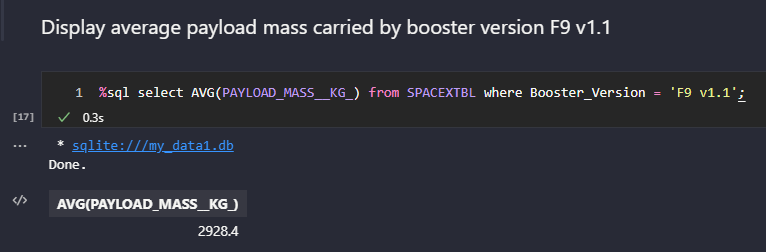 Display average payload mass carried by booster version F9 v1.1
1 %sql select AVG(PAYLOAD_MASS__KG_) from SPACEXTBL where Booster_Version = 'F9 v1.1';
[17] ✓ 0.3s
... * sqlite:///my_data1.db
Done.
</> AVG(PAYLOAD_MASS__KG_)
2928.4